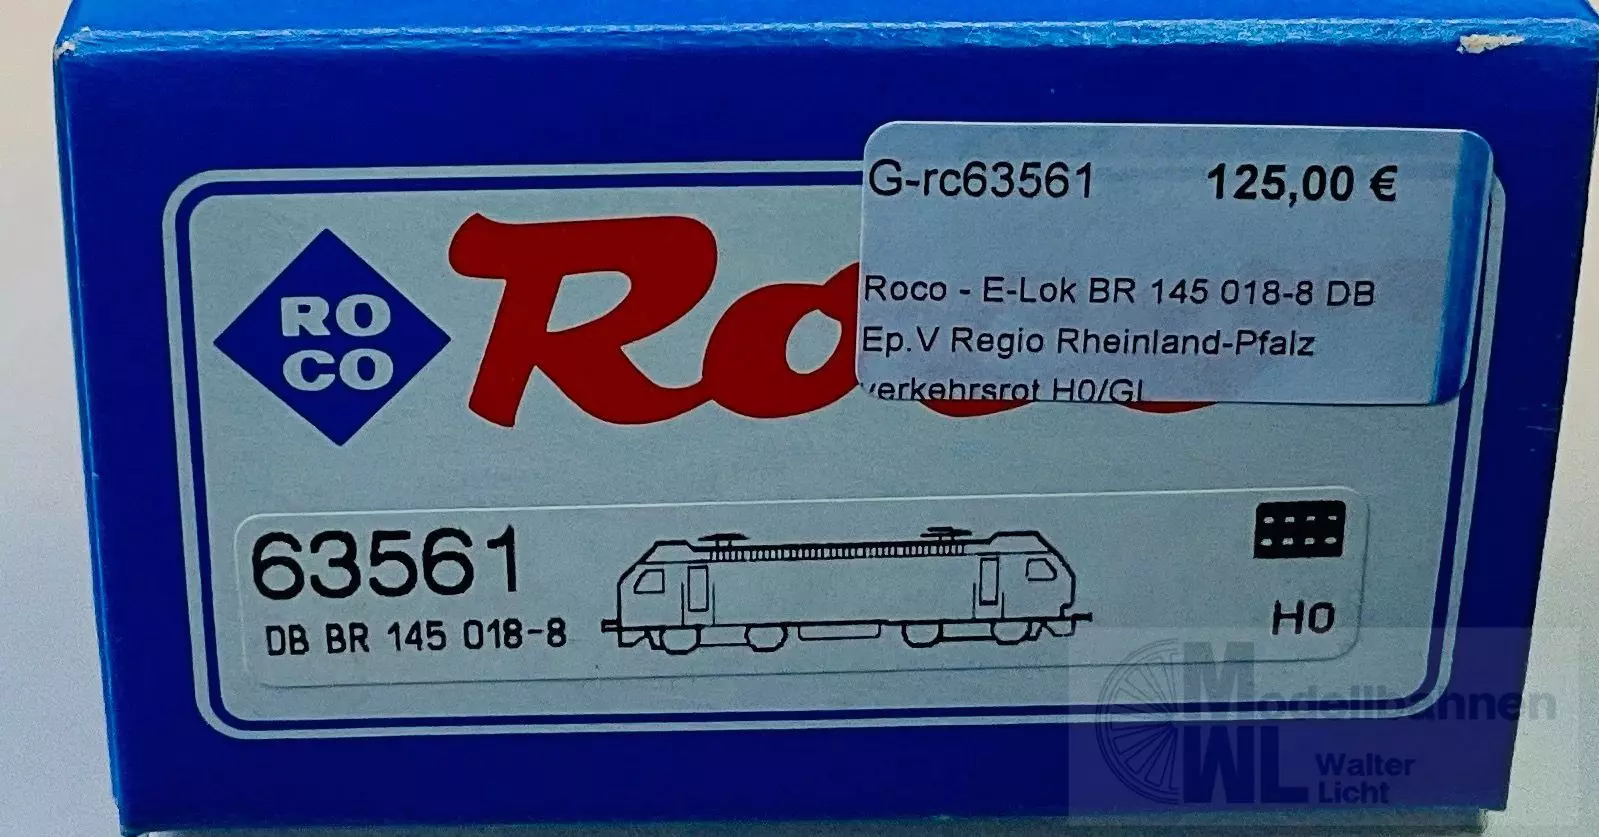 G-rc63561 125,00 €
Roco - E-Lok BR 145 018-8 DB
Ep.V Regio Rheinland-Pfalz
verkehrsrot H0/GL
RO
CO
Roco
63561
DB BR 145 018-8
H0
Modellbahnen
WL Walter
Licht